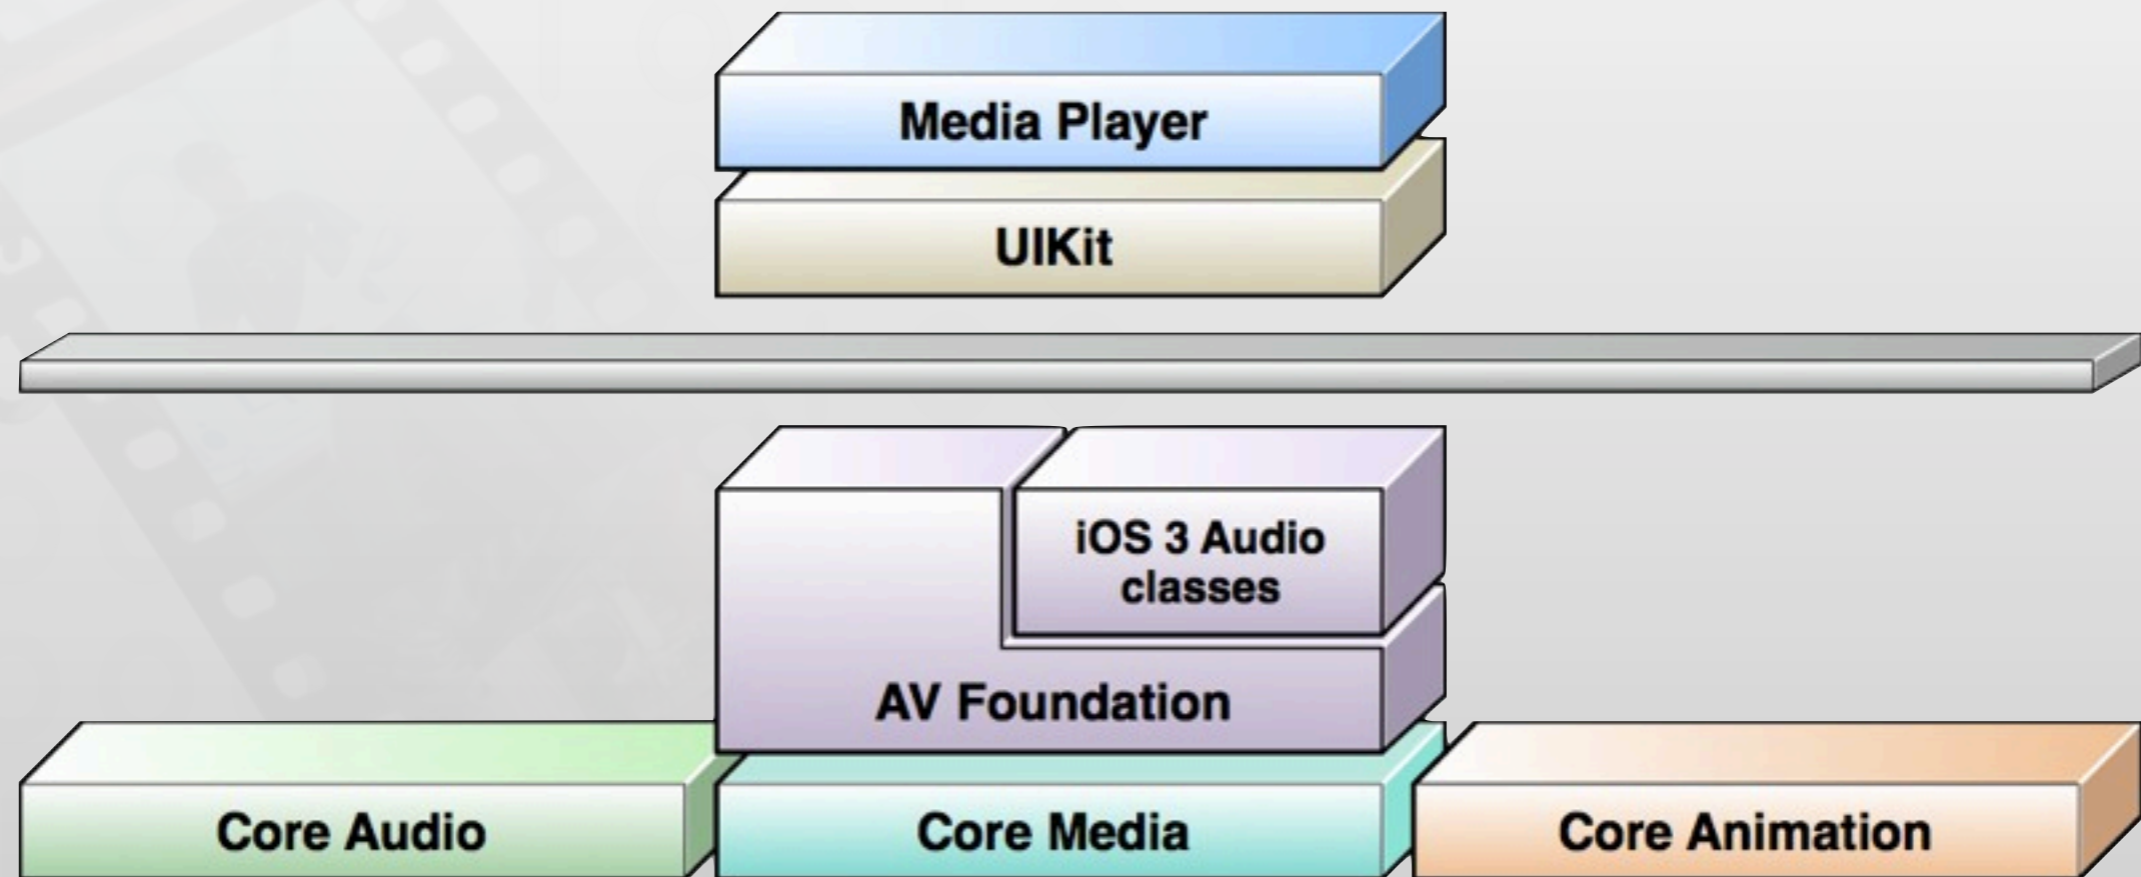 Media Player
UIKit
iOS 3 Audio
classes
AV Foundation
Core Audio
Core Media
Core Animation